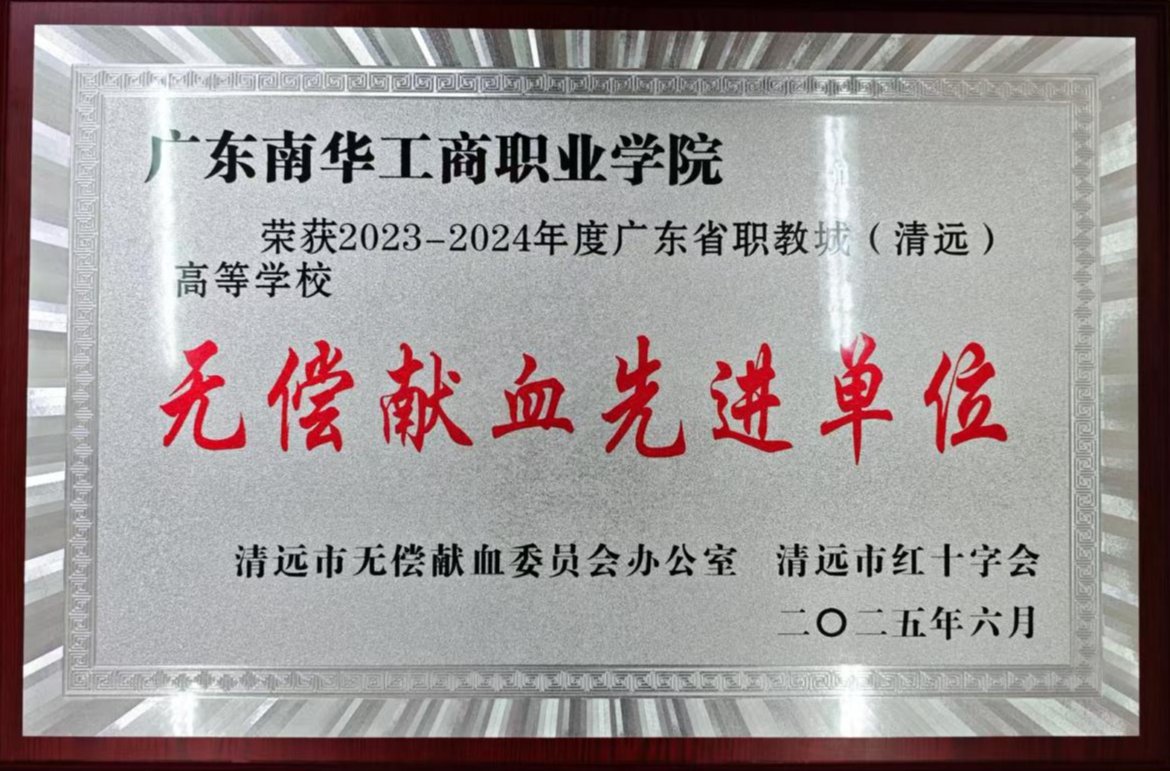 广东南华工商职业学院
荣获2023-2024年度广东省职教城（清远）
高等学校
无偿献血先进单位
清远市无偿献血委员会办公室 清远市红十字会
二〇二五年六月